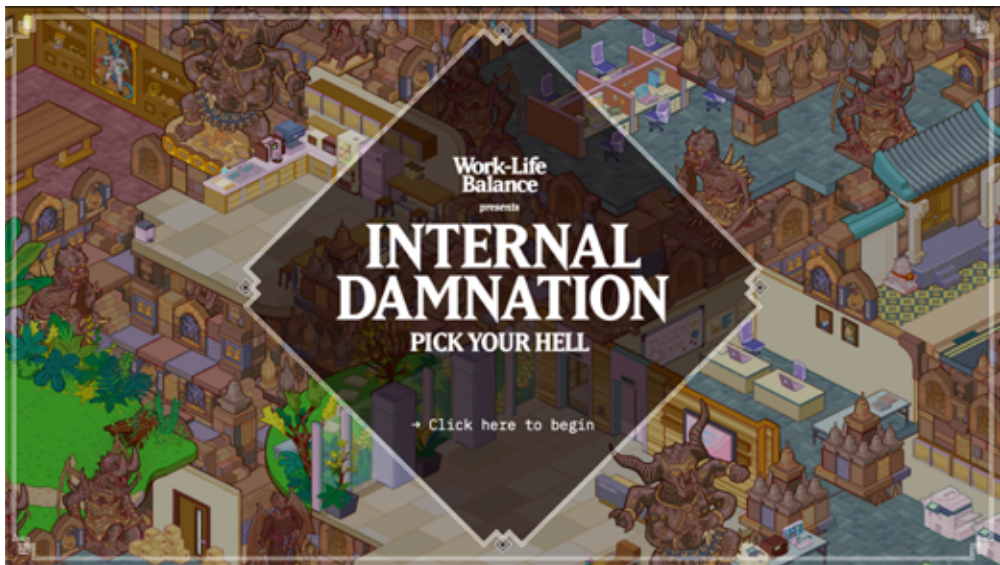 Work-Life
Balance
presents
INTERNAL
DAMNATION
PICK YOUR HELL
→ Click here to begin